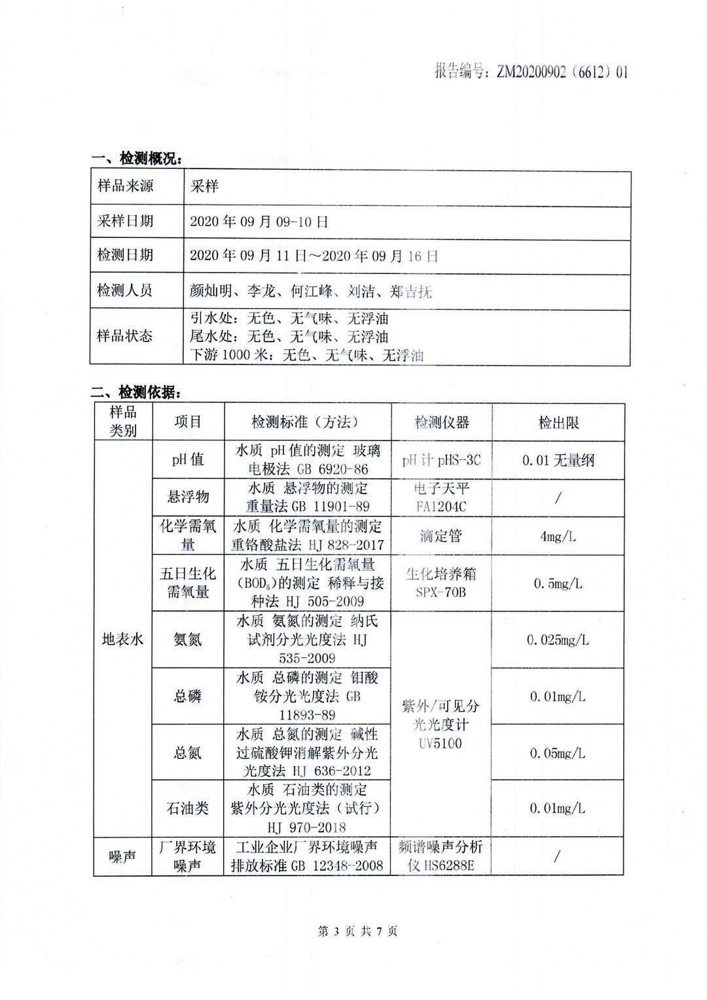 报告编号：ZM20200902（6612）01
一、检测概况：
样品来源
采样
采样日期
2020 年 09 月 09-10 日
检测日期
2020 年 09 月 11 日～2020 年 09 月 16 日
检测人员
颜灿明、李龙、何江峰、刘洁、郑吉抚
样品状态
引水处：无色、无气味、无浮油
尾水处：无色、无气味、无浮油
下游 1000 米：无色、无气味、无浮油
二、检测依据：
样品
类别
项目
检测标准（方法）
检测仪器
检出限
地表水
pH 值
水质 pH 值的测定 玻璃
电极法 GB 6920-86
pH 计 pHS-3C
0.01 无量纲
悬浮物
水质 悬浮物的测定
重量法 GB 11901-89
电子天平
FA1204C
/
化学需氧
量
水质 化学需氧量的测定
重铬酸盐法 HJ 828-2017
滴定管
4mg/L
五日生化
需氧量
水质 五日生化需氧量
（BOD₅）的测定 稀释与接
种法 HJ 505-2009
生化培养箱
SPX-70B
0.5mg/L
氨氮
水质 氨氮的测定 纳氏
试剂分光光度法 HJ
535-2009
紫外/可见分
光光度计
UV5100
0.025mg/L
总磷
水质 总磷的测定 钼酸
铵分光光度法 GB
11893-89
0.01mg/L
总氮
水质 总氮的测定 碱性
过硫酸钾消解紫外分光
光度法 HJ 636-2012
0.05mg/L
石油类
水质 石油类的测定
紫外分光光度法（试行）
HJ 970-2018
0.01mg/L
噪声
厂界环境
噪声
工业企业厂界环境噪声
排放标准 GB 12348-2008
频谱噪声分析
仪 HS6288E
/
第 3 页 共 7 页